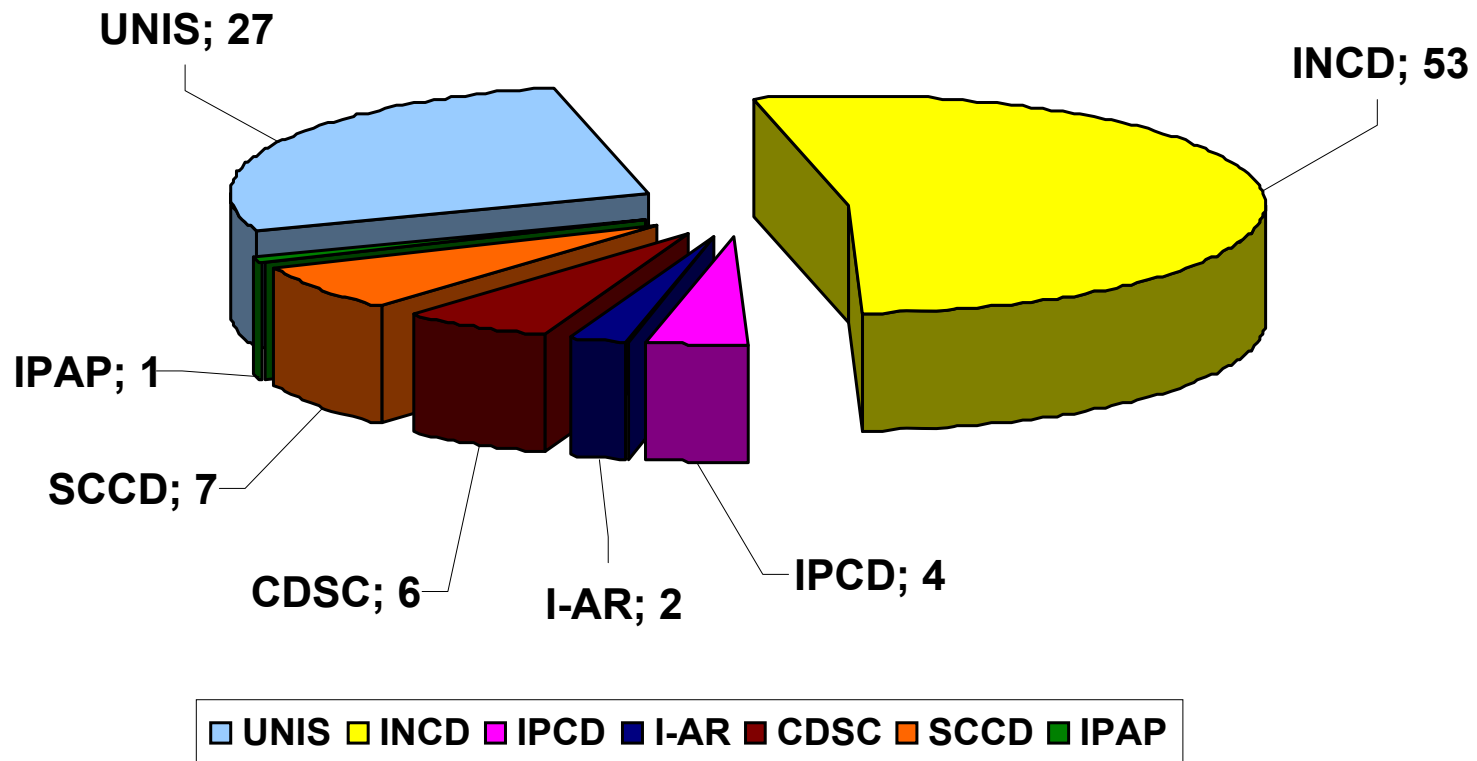 UNIS; 27
INCD; 53
IPAP; 1
SCCD; 7
CDSC; 6
I-AR; 2
IPCD; 4
UNIS INCD IPCD I-AR CDSC SCCD IPAP